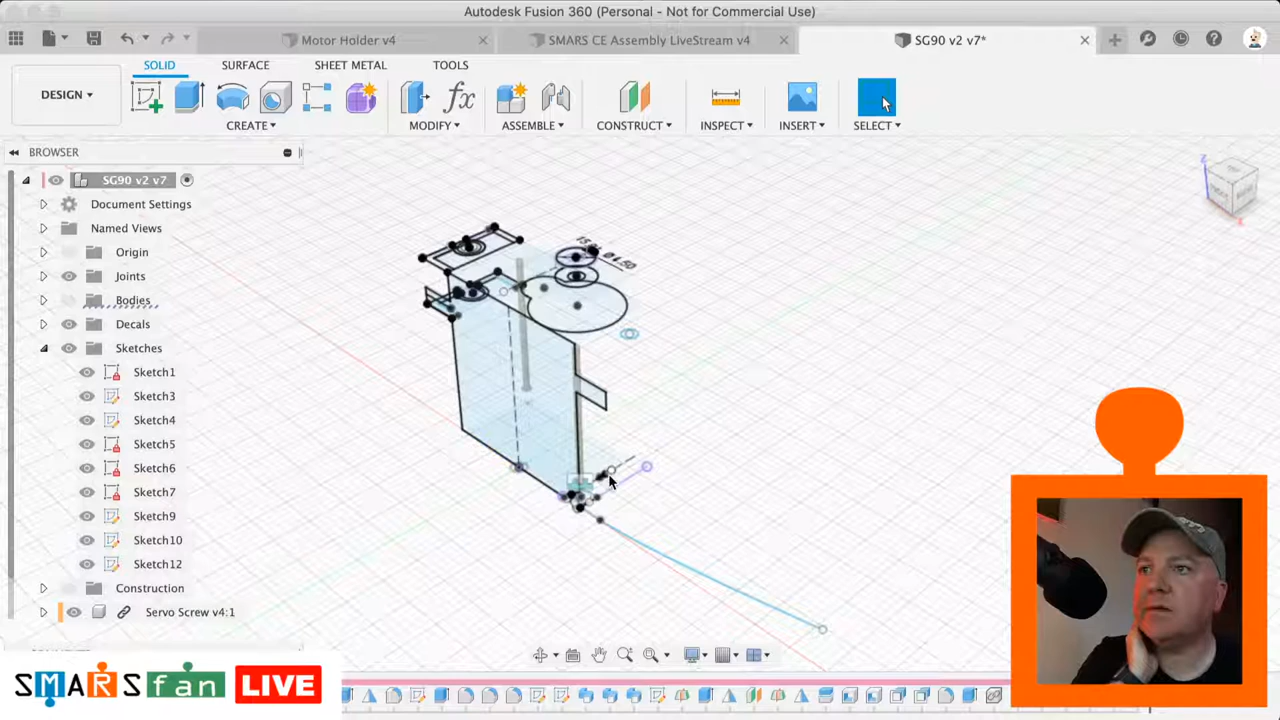 Autodesk Fusion 360 (Personal - Not for Commercial Use)
Motor Holder v4
SMARS CE Assembly LiveStream v4
SG90 v2 v7*
SOLID SURFACE SHEET METAL TOOLS
DESIGN
CREATE MODIFY ASSEMBLE CONSTRUCT INSPECT INSERT SELECT
BROWSER
SG90 v2 v7
Document Settings
Named Views
Origin
Joints
Bodies
Decals
Sketches
Sketch1
Sketch3
Sketch4
Sketch5
Sketch6
Sketch7
Sketch9
Sketch10
Sketch12
Construction
Servo Screw v4:1
Z
X
SMARSfan LIVE